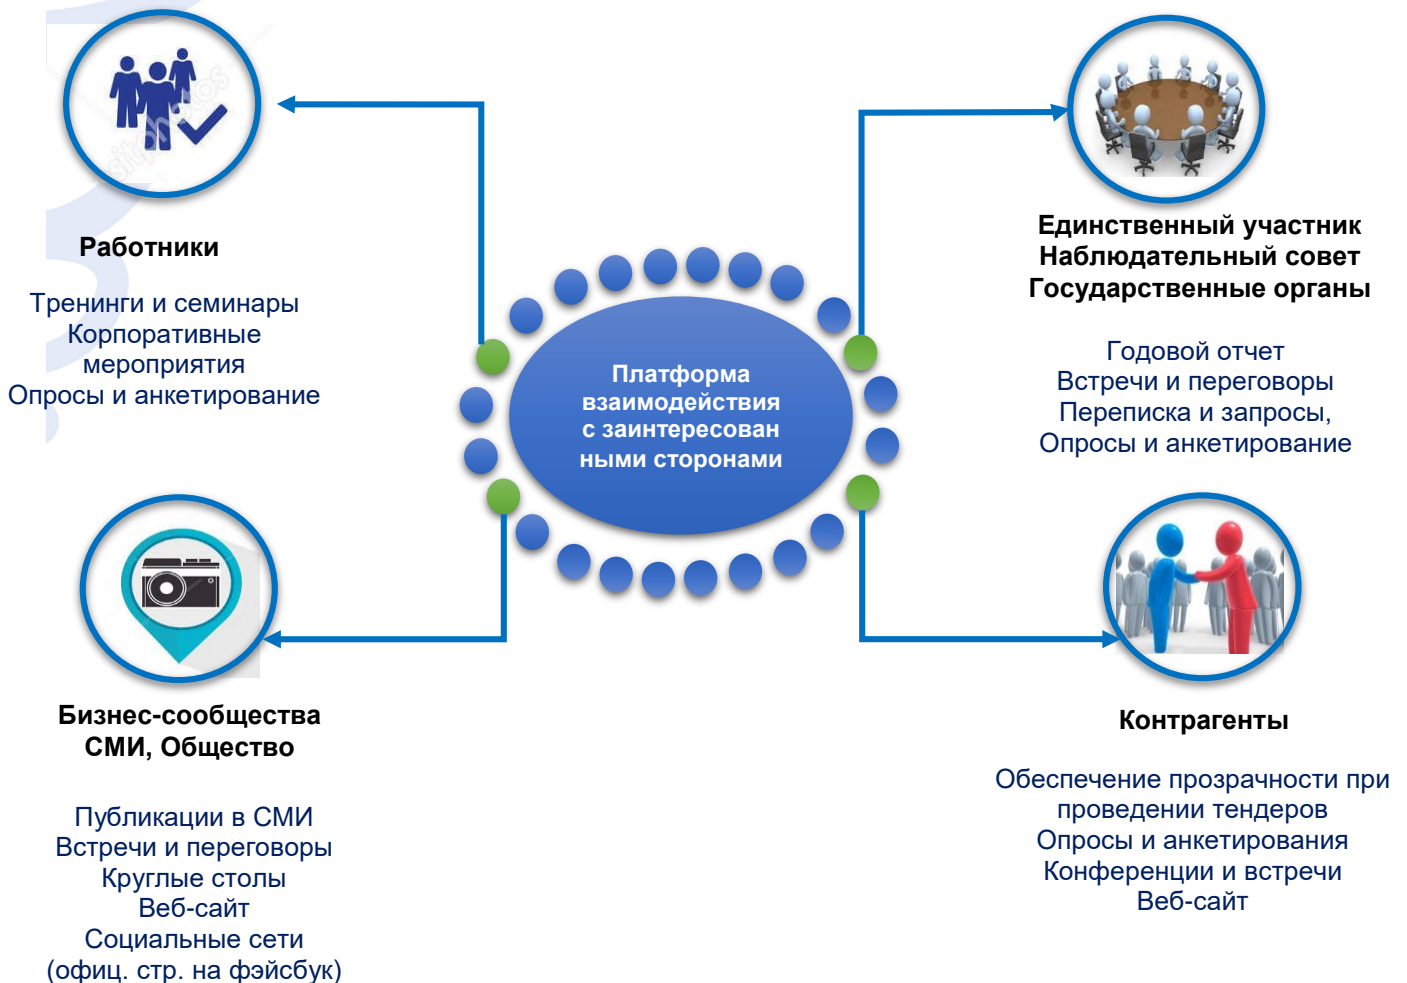 Работники
Тренинги и семинары
Корпоративные
мероприятия
Опросы и анкетирование
Единственный участник
Наблюдательный совет
Государственные органы
Годовой отчет
Встречи и переговоры
Переписка и запросы,
Опросы и анкетирование
Платформа
взаимодействия
с заинтересован
ными сторонами
Бизнес-сообщества
СМИ, Общество
Публикации в СМИ
Встречи и переговоры
Круглые столы
Веб-сайт
Социальные сети
(офиц. стр. на фэйсбук)
Контрагенты
Обеспечение прозрачности при
проведении тендеров
Опросы и анкетирования
Конференции и встречи
Веб-сайт